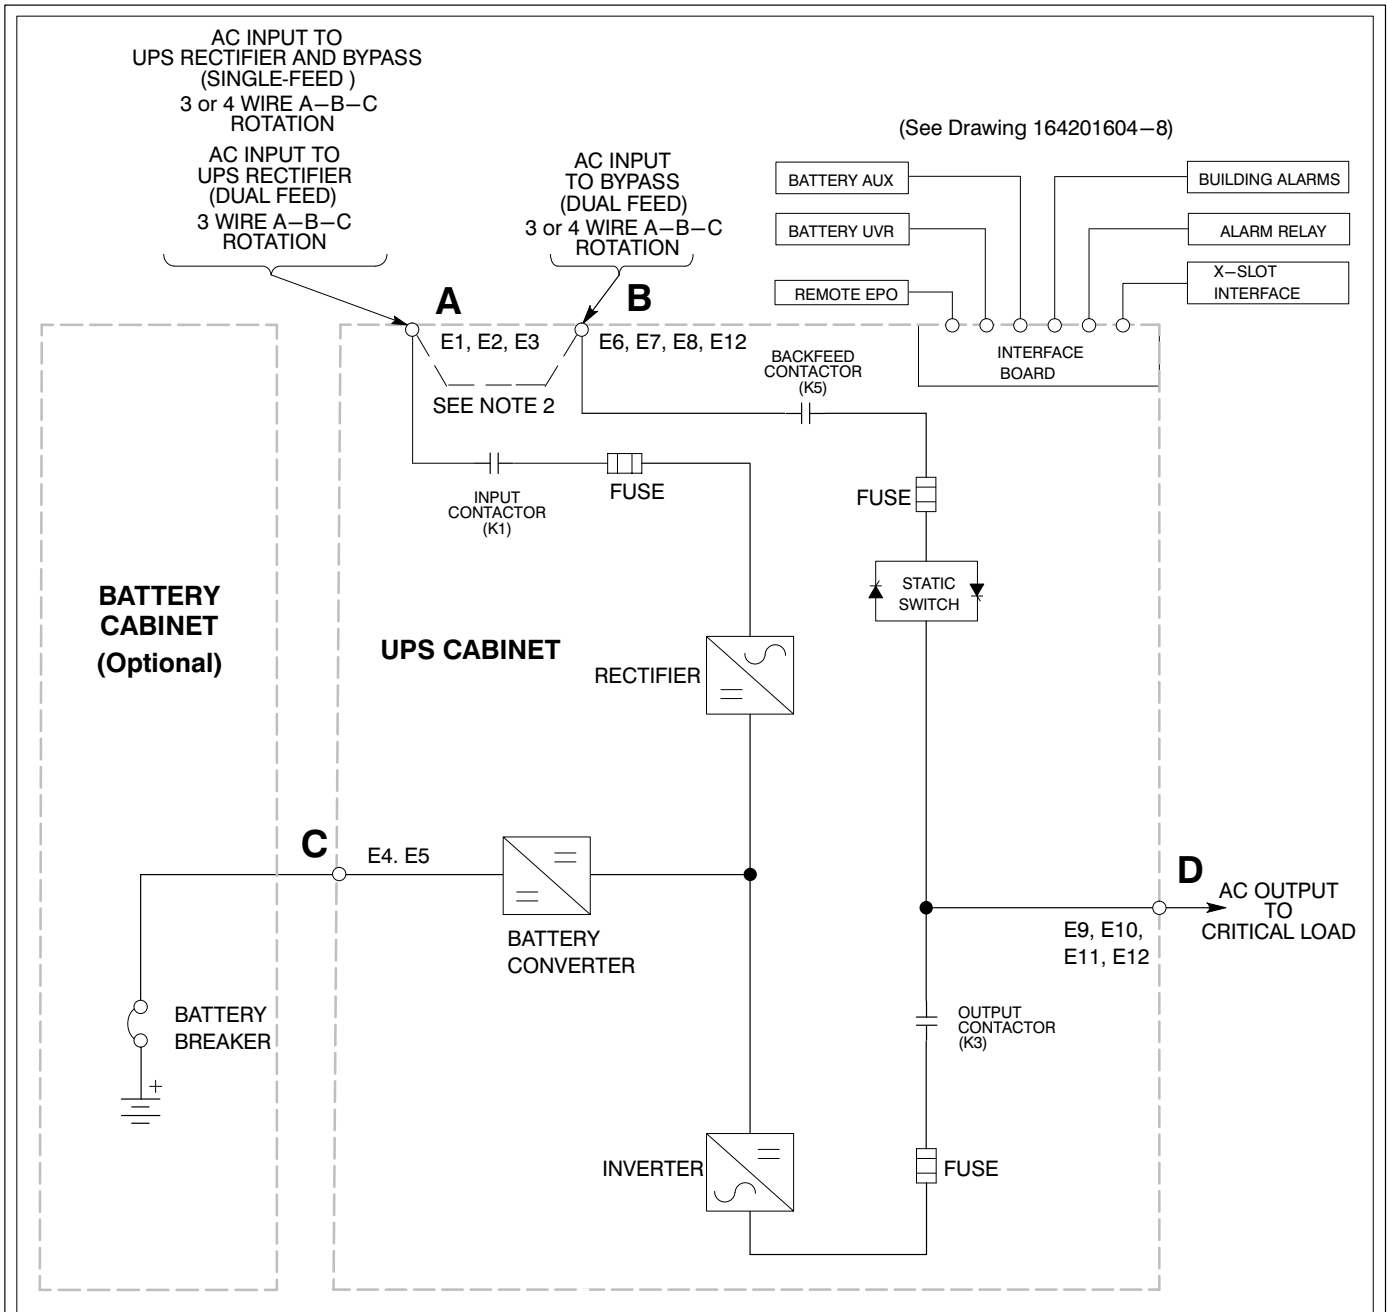 AC INPUT TO
UPS RECTIFIER AND BYPASS
(SINGLE-FEED )
3 or 4 WIRE A–B–C
ROTATION
AC INPUT TO
UPS RECTIFIER
(DUAL FEED)
3 WIRE A–B–C
ROTATION
AC INPUT
TO BYPASS
(DUAL FEED)
3 or 4 WIRE A–B–C
ROTATION
(See Drawing 164201604–8)
BATTERY AUX
BATTERY UVR
REMOTE EPO
BUILDING ALARMS
ALARM RELAY
X–SLOT
INTERFACE
A
E1, E2, E3
B
E6, E7, E8, E12
SEE NOTE 2
INTERFACE
BOARD
BACKFEED
CONTACTOR
(K5)
INPUT
CONTACTOR
(K1)
FUSE
FUSE
STATIC
SWITCH
BATTERY
CABINET
(Optional)
UPS CABINET
RECTIFIER
C
E4. E5
BATTERY
CONVERTER
D
AC OUTPUT
TO
CRITICAL LOAD
E9, E10,
E11, E12
BATTERY
BREAKER
+
OUTPUT
CONTACTOR
(K3)
INVERTER
FUSE